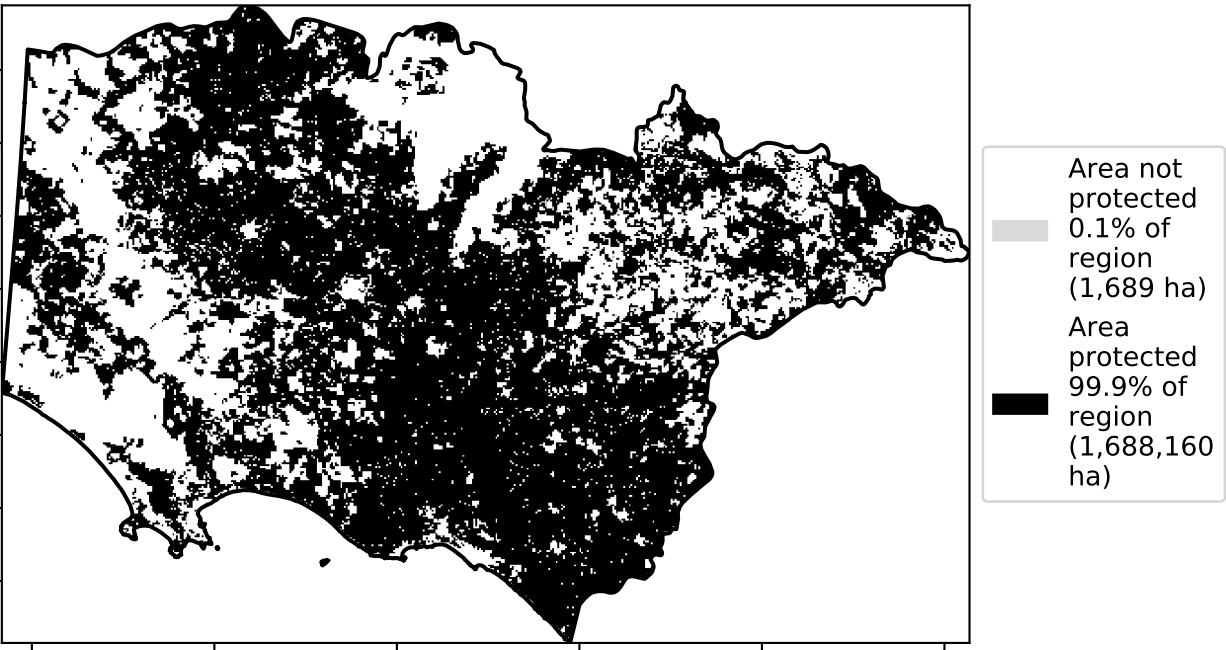 Area not
protected
0.1% of
region
(1,689 ha)
Area
protected
99.9% of
region
(1,688,160
ha)